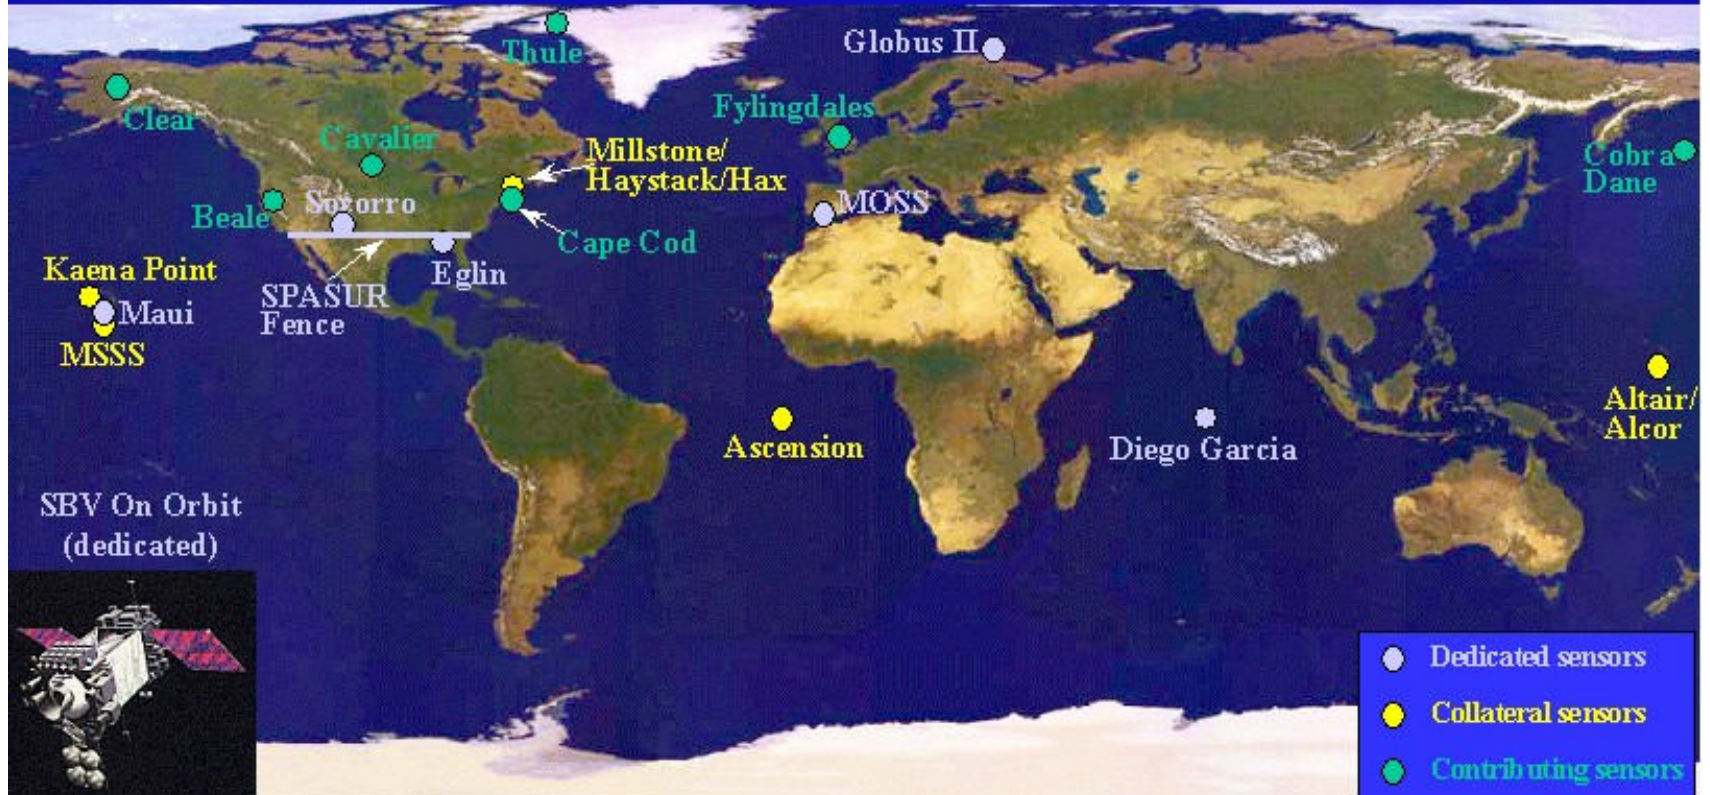 Thule
Globus II
Clear
Fylingdales
Cavalier
Millstone/
Haystack/Hax
Cobra
Dane
Beale
Socorro
MOSS
Cape Cod
Kaena Point
Eglin
SPASUR
Fence
Maui
MSSS
Altair/
Alcor
Ascension
Diego Garcia
SBV On Orbit
(dedicated)
Dedicated sensors
Collateral sensors
Contributing sensors